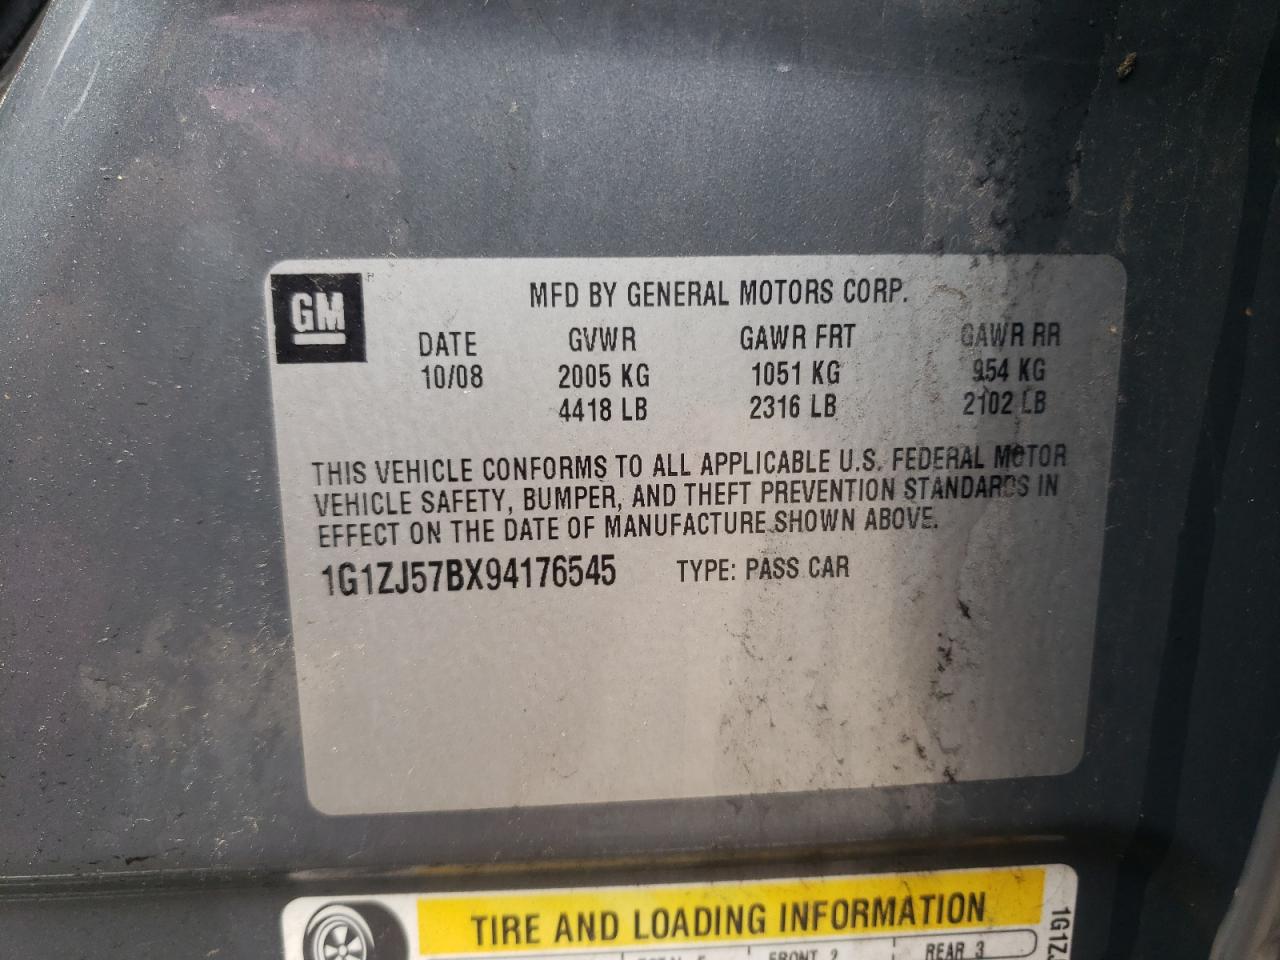 GM
MFD BY GENERAL MOTORS CORP.
DATE GVWR GAWR FRT GAWR RR
10/08 2005 KG 1051 KG 954 KG
4418 LB 2316 LB 2102 LB
THIS VEHICLE CONFORMS TO ALL APPLICABLE U.S. FEDERAL MOTOR
VEHICLE SAFETY, BUMPER, AND THEFT PREVENTION STANDARDS IN
EFFECT ON THE DATE OF MANUFACTURE SHOWN ABOVE.
1G1ZJ57BX94176545 TYPE: PASS CAR
TIRE AND LOADING INFORMATION
FRONT 2 REAR 3
1G1Z